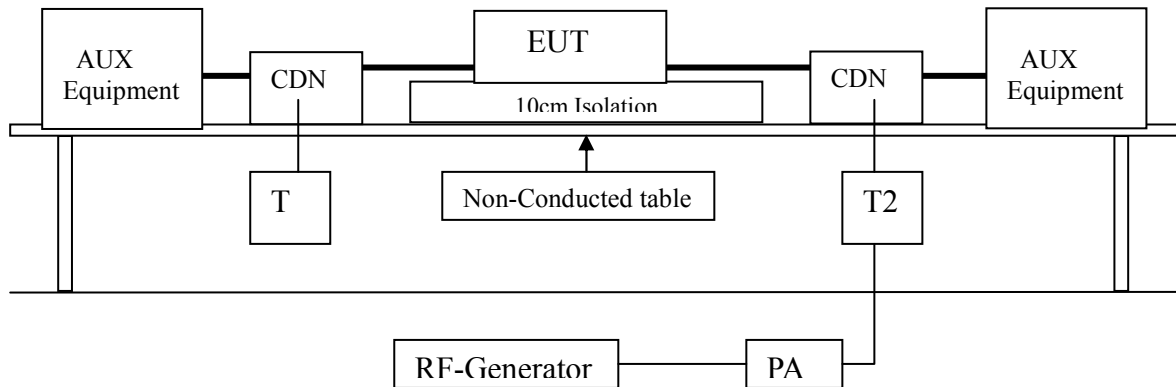 AUX
Equipment
CDN
EUT
10cm Isolation
CDN
AUX
Equipment
T
Non-Conducted table
T2
RF-Generator
PA